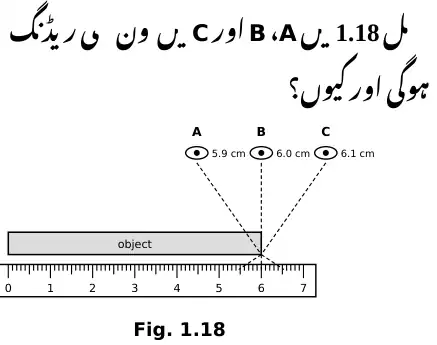 مل 1.18 یں A، B اور C یں ون ی ریڈنگ
ہوگی اور کیوں؟
A B C
5.9 cm 6.0 cm 6.1 cm
object
0 1 2 3 4 5 6 7
Fig. 1.18